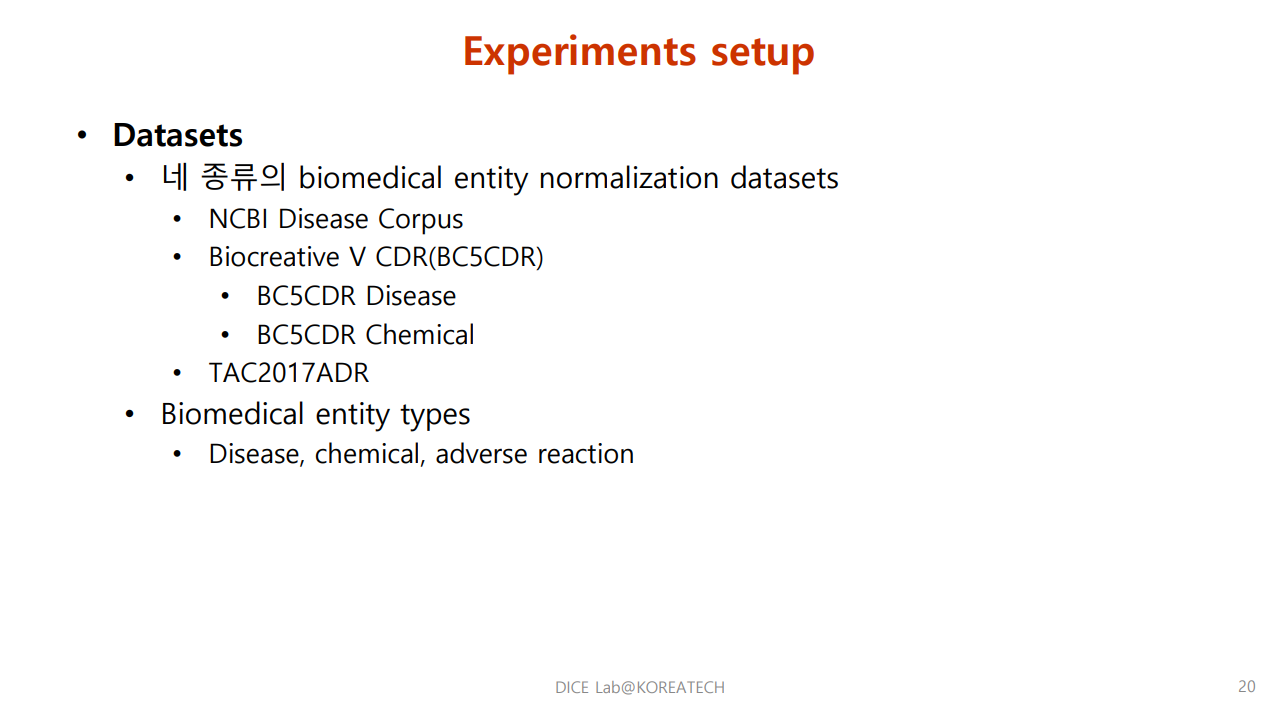 Experiments setup
• Datasets
• 네 종류의 biomedical entity normalization datasets
• NCBI Disease Corpus
• Biocreative V CDR(BC5CDR)
• BC5CDR Disease
• BC5CDR Chemical
• TAC2017ADR
• Biomedical entity types
• Disease, chemical, adverse reaction
DICE Lab@KOREATECH
20